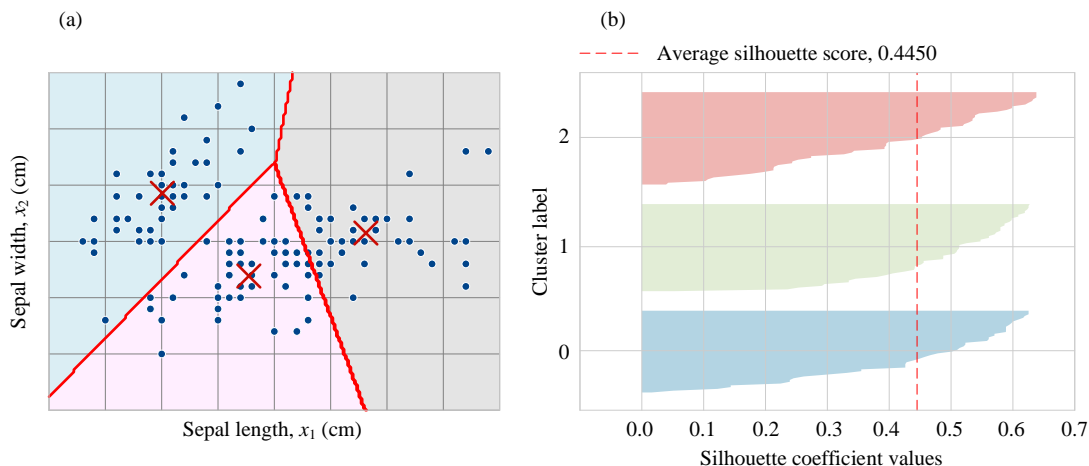 (a)
Sepal width, x2 (cm)
Sepal length, x1 (cm)
(b)
Average silhouette score, 0.4450
Cluster label
2
1
0
0.0 0.1 0.2 0.3 0.4 0.5 0.6 0.7
Silhouette coefficient values